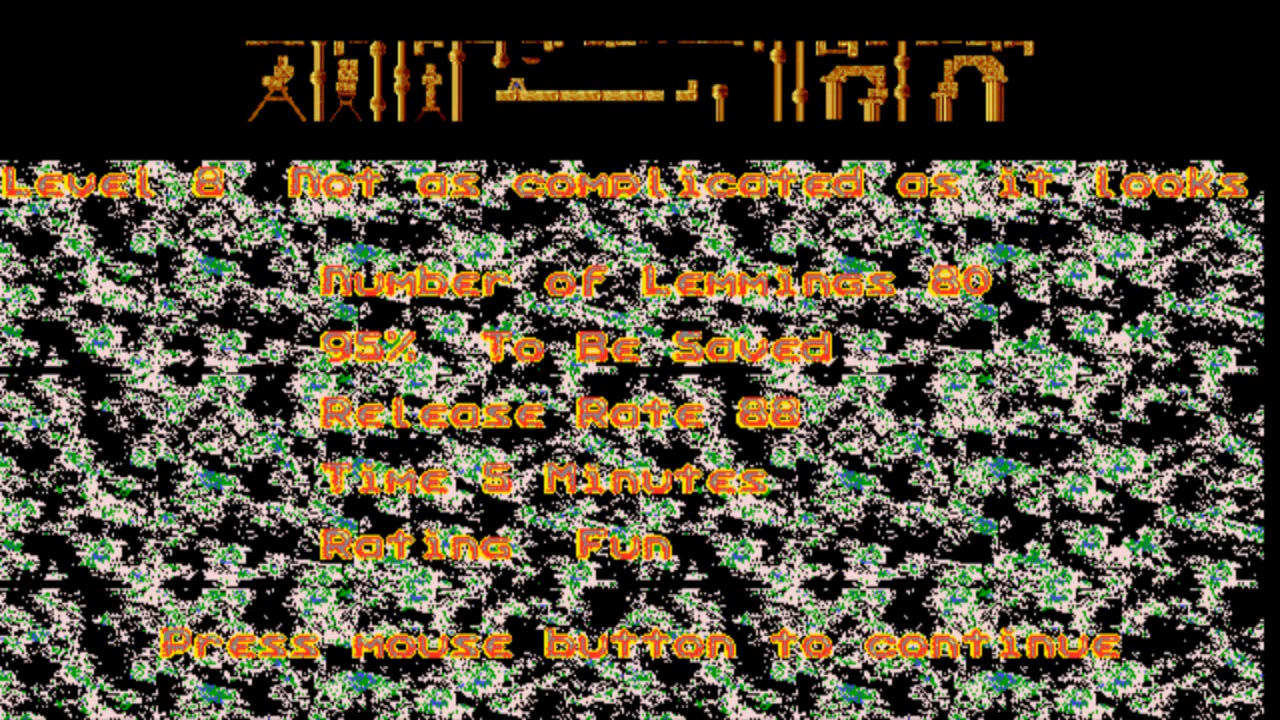 Level 8 Not as complicated as it looks
Number of Lemmings 80
95% To Be Saved
Release Rate 88
Time 5 Minutes
Rating Fun
Press mouse button to continue